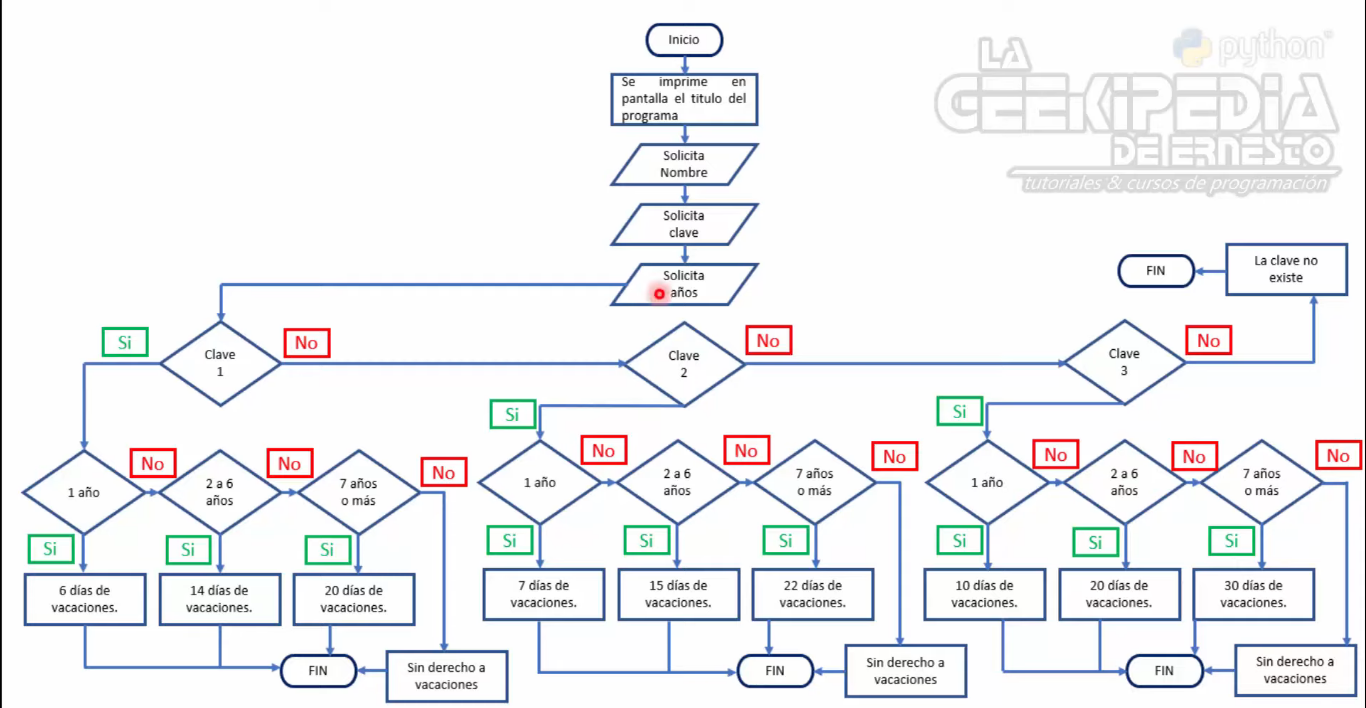 Inicio
Se imprime en
pantalla el titulo del
programa
Solicita
Nombre
Solicita
clave
Solicita
años
python
LA
GEEKIPEDIA
DE ERNESTO
tutoriales & cursos de programación
FIN
La clave no
existe
Si
Clave
1
No
Clave
2
No
Clave
3
No
Si
Si
1 año
No
2 a 6
años
No
7 años
o más
No
1 año
No
2 a 6
años
No
7 años
o más
No
1 año
No
2 a 6
años
No
7 años
o más
No
Si
Si
Si
Si
Si
Si
Si
Si
Si
6 días de
vacaciones.
14 días de
vacaciones.
20 días de
vacaciones.
7 días de
vacaciones.
15 días de
vacaciones.
22 días de
vacaciones.
10 días de
vacaciones.
20 días de
vacaciones.
30 días de
vacaciones.
FIN
Sin derecho a
vacaciones
FIN
Sin derecho a
vacaciones
FIN
Sin derecho a
vacaciones